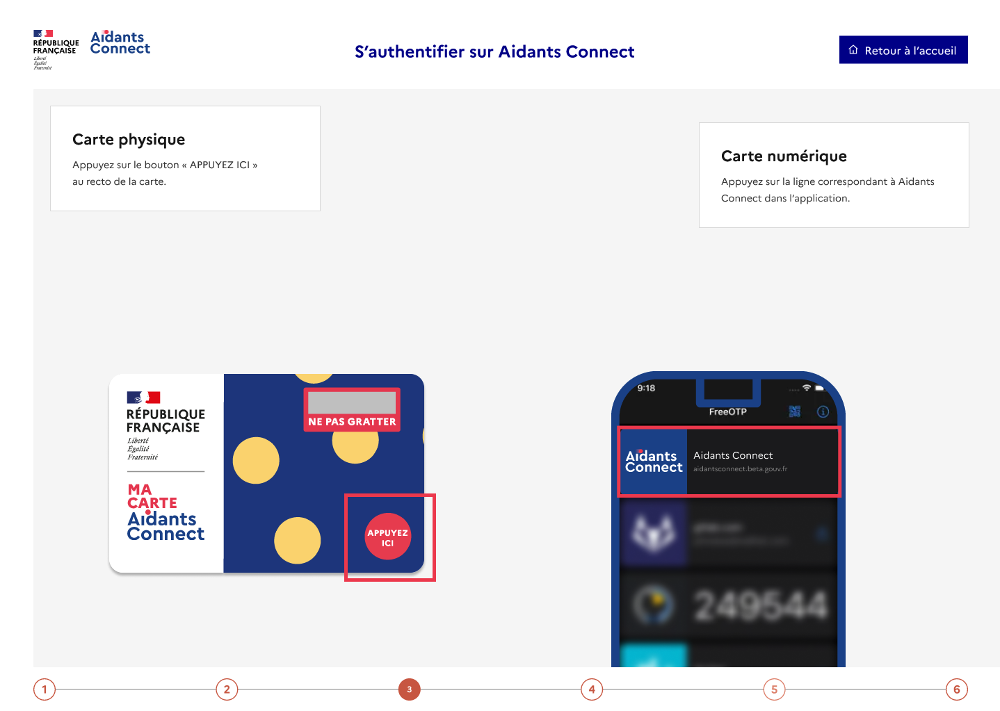 RÉPUBLIQUE
FRANÇAISE
Liberté
Égalité
Fraternité
Aidants
Connect
S'authentifier sur Aidants Connect
Retour à l'accueil
Carte physique
Appuyez sur le bouton « APPUYEZ ICI »
au recto de la carte.
Carte numérique
Appuyez sur la ligne correspondant à Aidants
Connect dans l'application.
RÉPUBLIQUE
FRANÇAISE
Liberté
Égalité
Fraternité
MA
CARTE
Aidants
Connect
NE PAS GRATTER
APPUYEZ
ICI
9:18
FreeOTP
Aidants
Connect
Aidants Connect
aidantsconnect.beta.gouv.fr
249544
1
2
3
4
5
6